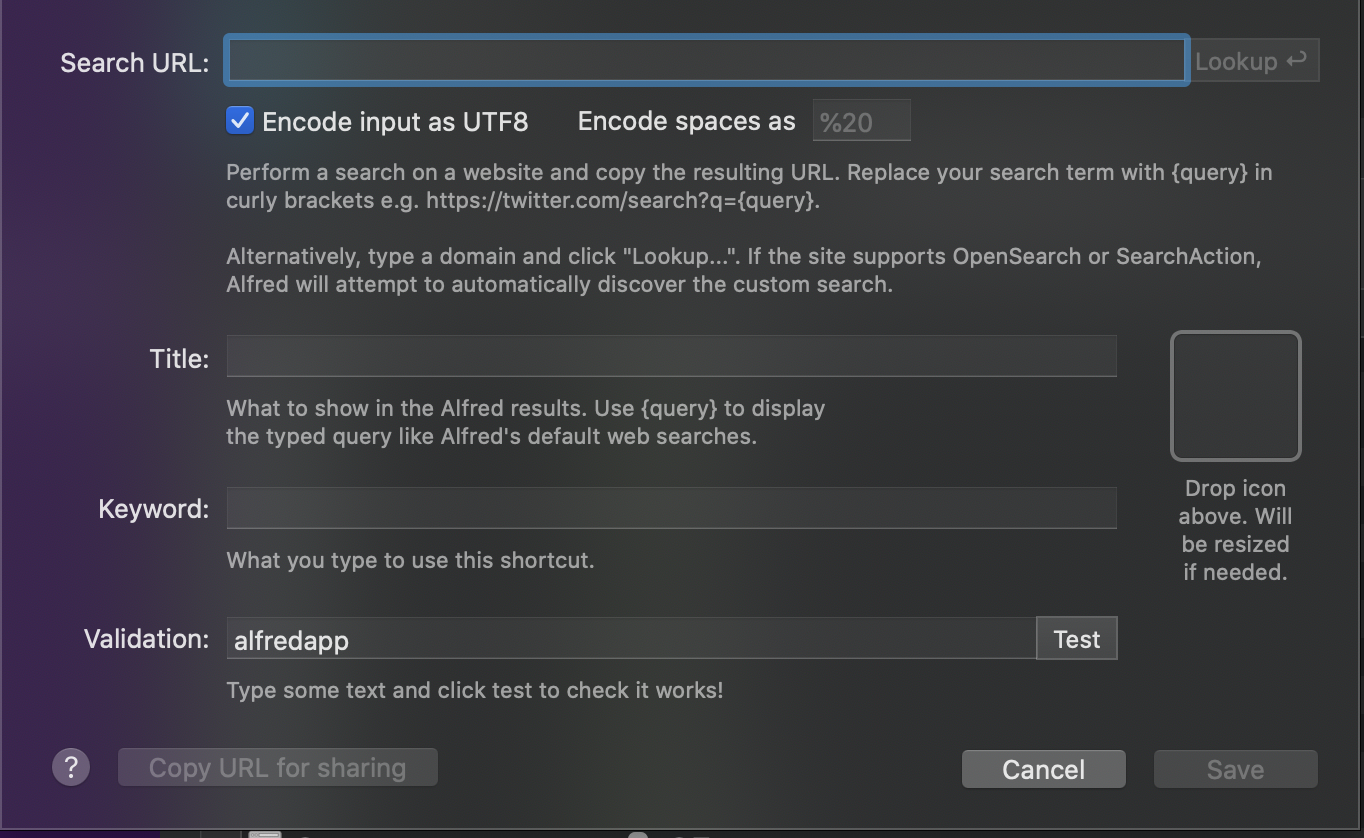 Search URL: Lookup ↩
Encode input as UTF8 Encode spaces as %20
Perform a search on a website and copy the resulting URL. Replace your search term with {query} in
curly brackets e.g. https://twitter.com/search?q={query}.
Alternatively, type a domain and click "Lookup...". If the site supports OpenSearch or SearchAction,
Alfred will attempt to automatically discover the custom search.
Title:
What to show in the Alfred results. Use {query} to display
the typed query like Alfred's default web searches.
Keyword:
What you type to use this shortcut.
Drop icon
above. Will
be resized
if needed.
Validation: alfredapp Test
Type some text and click test to check it works!
? Copy URL for sharing Cancel Save